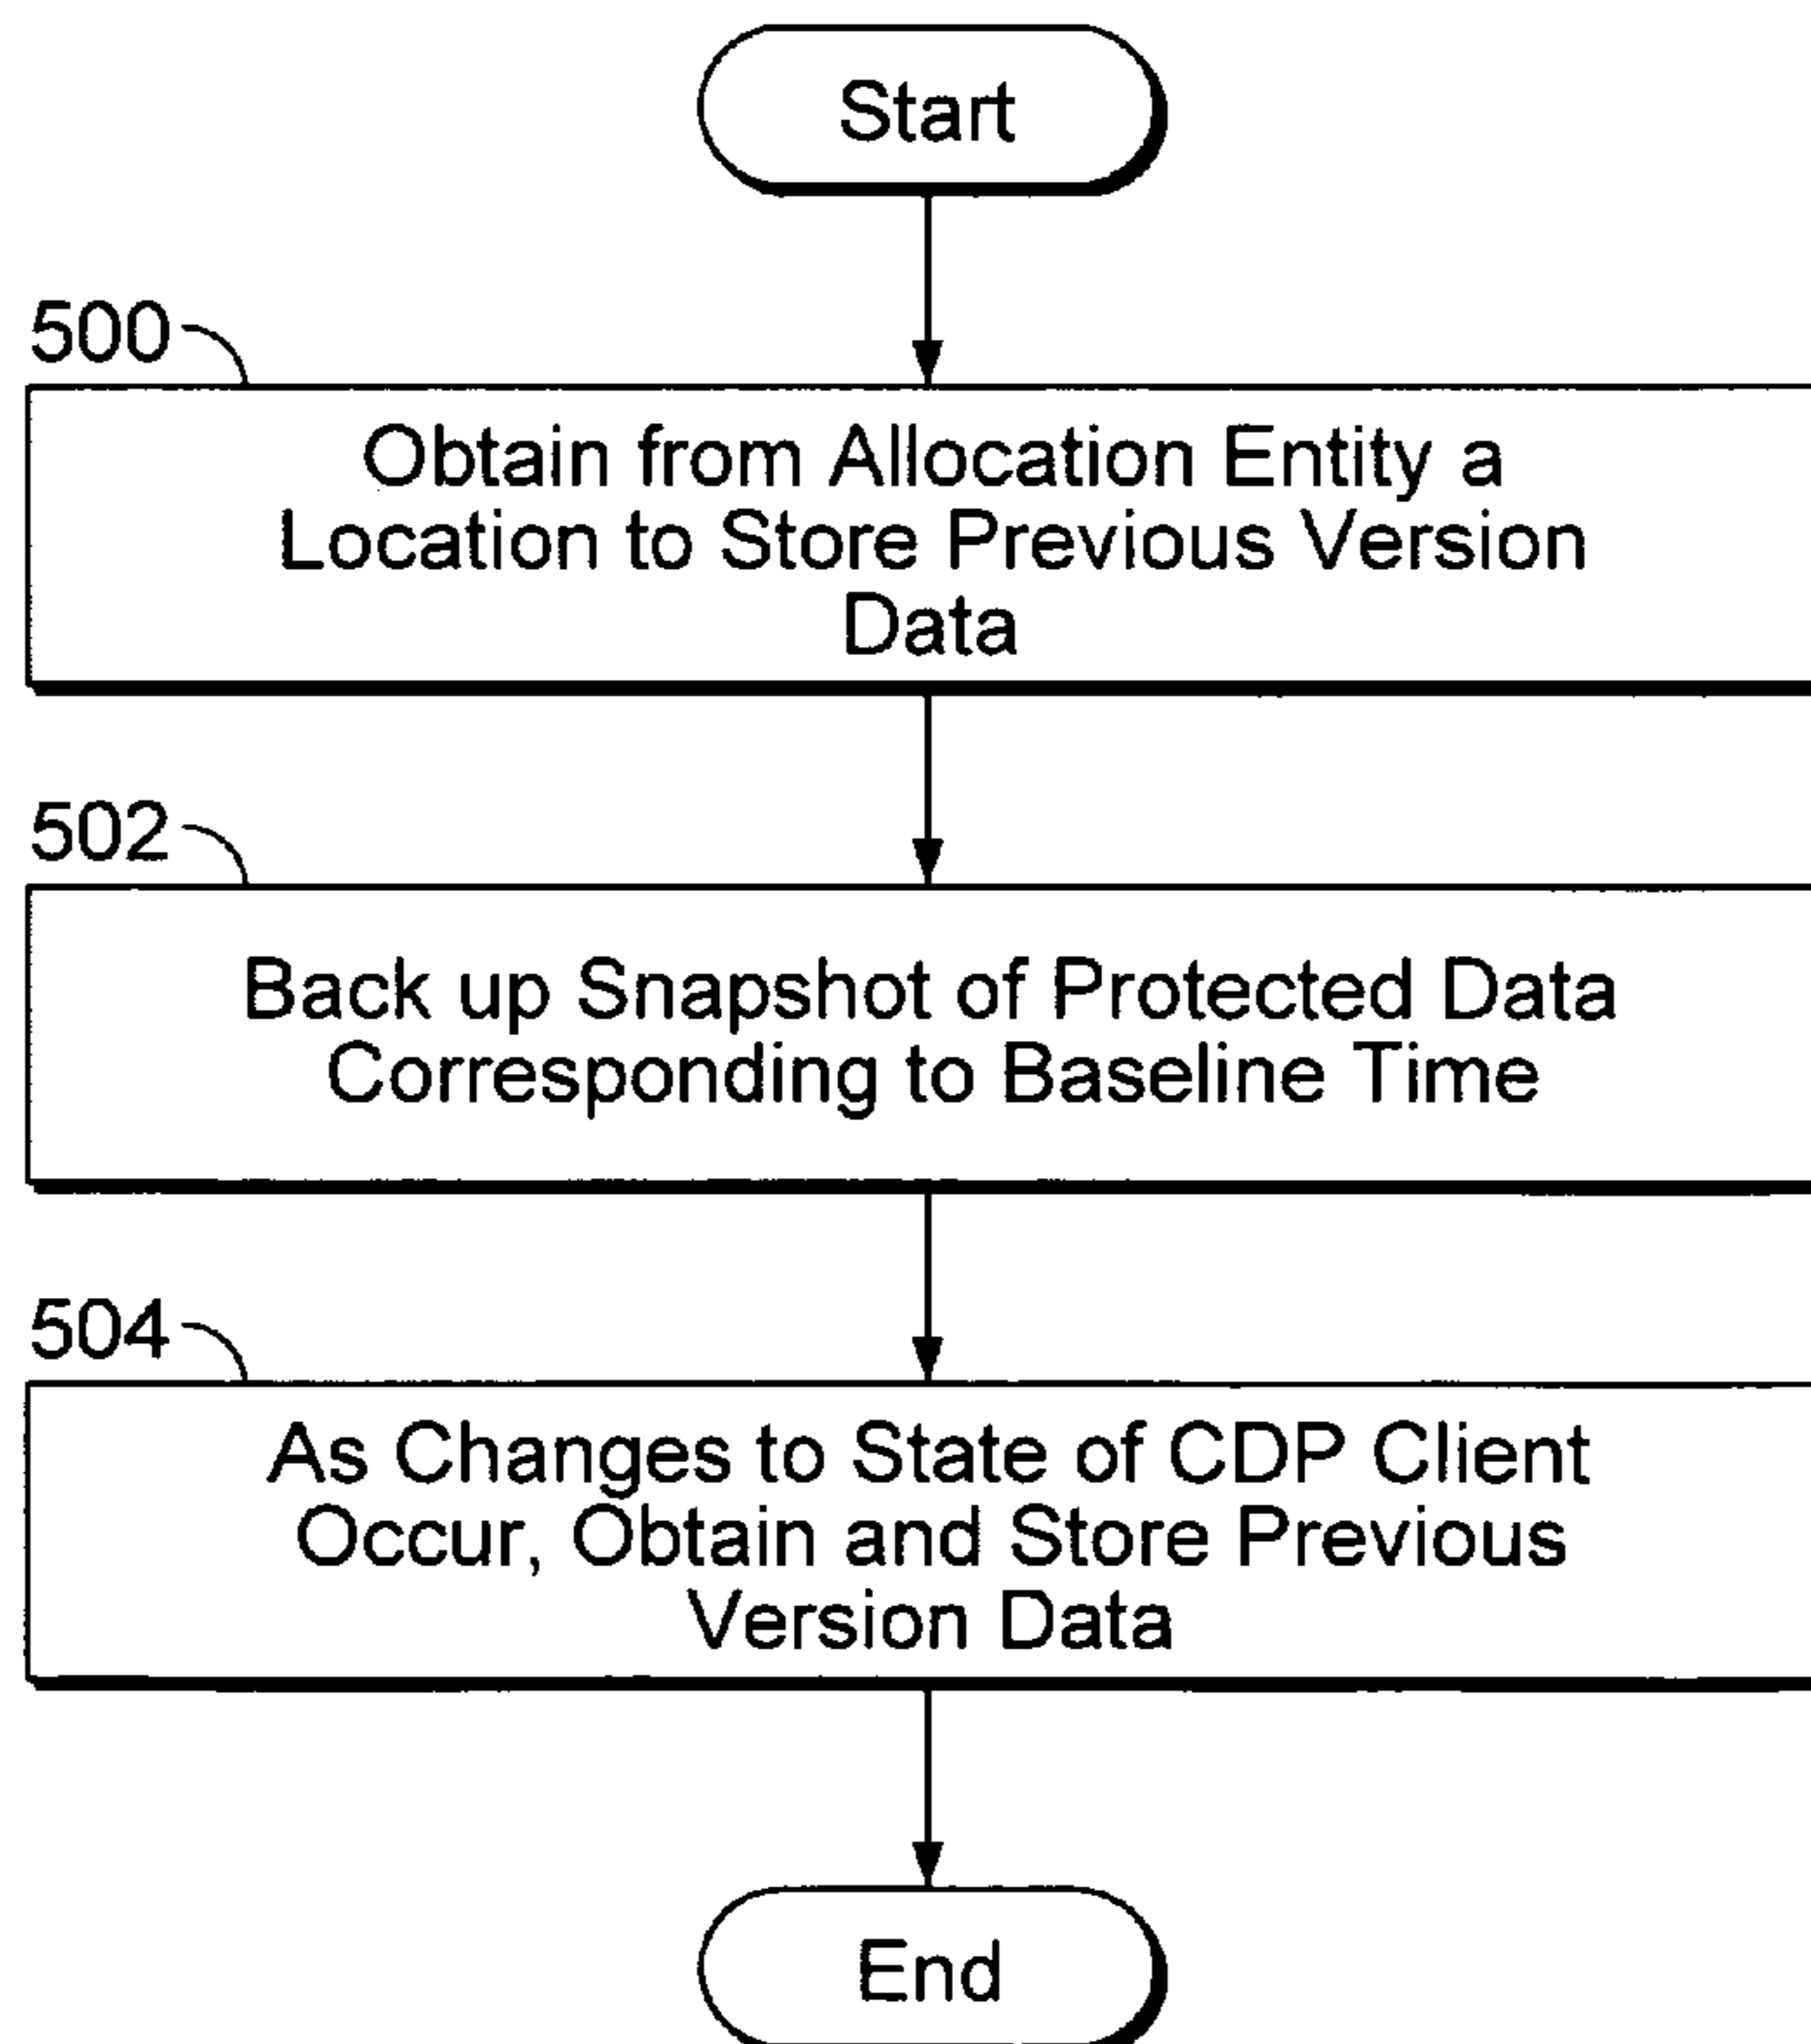 Start
500
Obtain from Allocation Entity a
Location to Store Previous Version
Data
502
Back up Snapshot of Protected Data
Corresponding to Baseline Time
504
As Changes to State of CDP Client
Occur, Obtain and Store Previous
Version Data
End